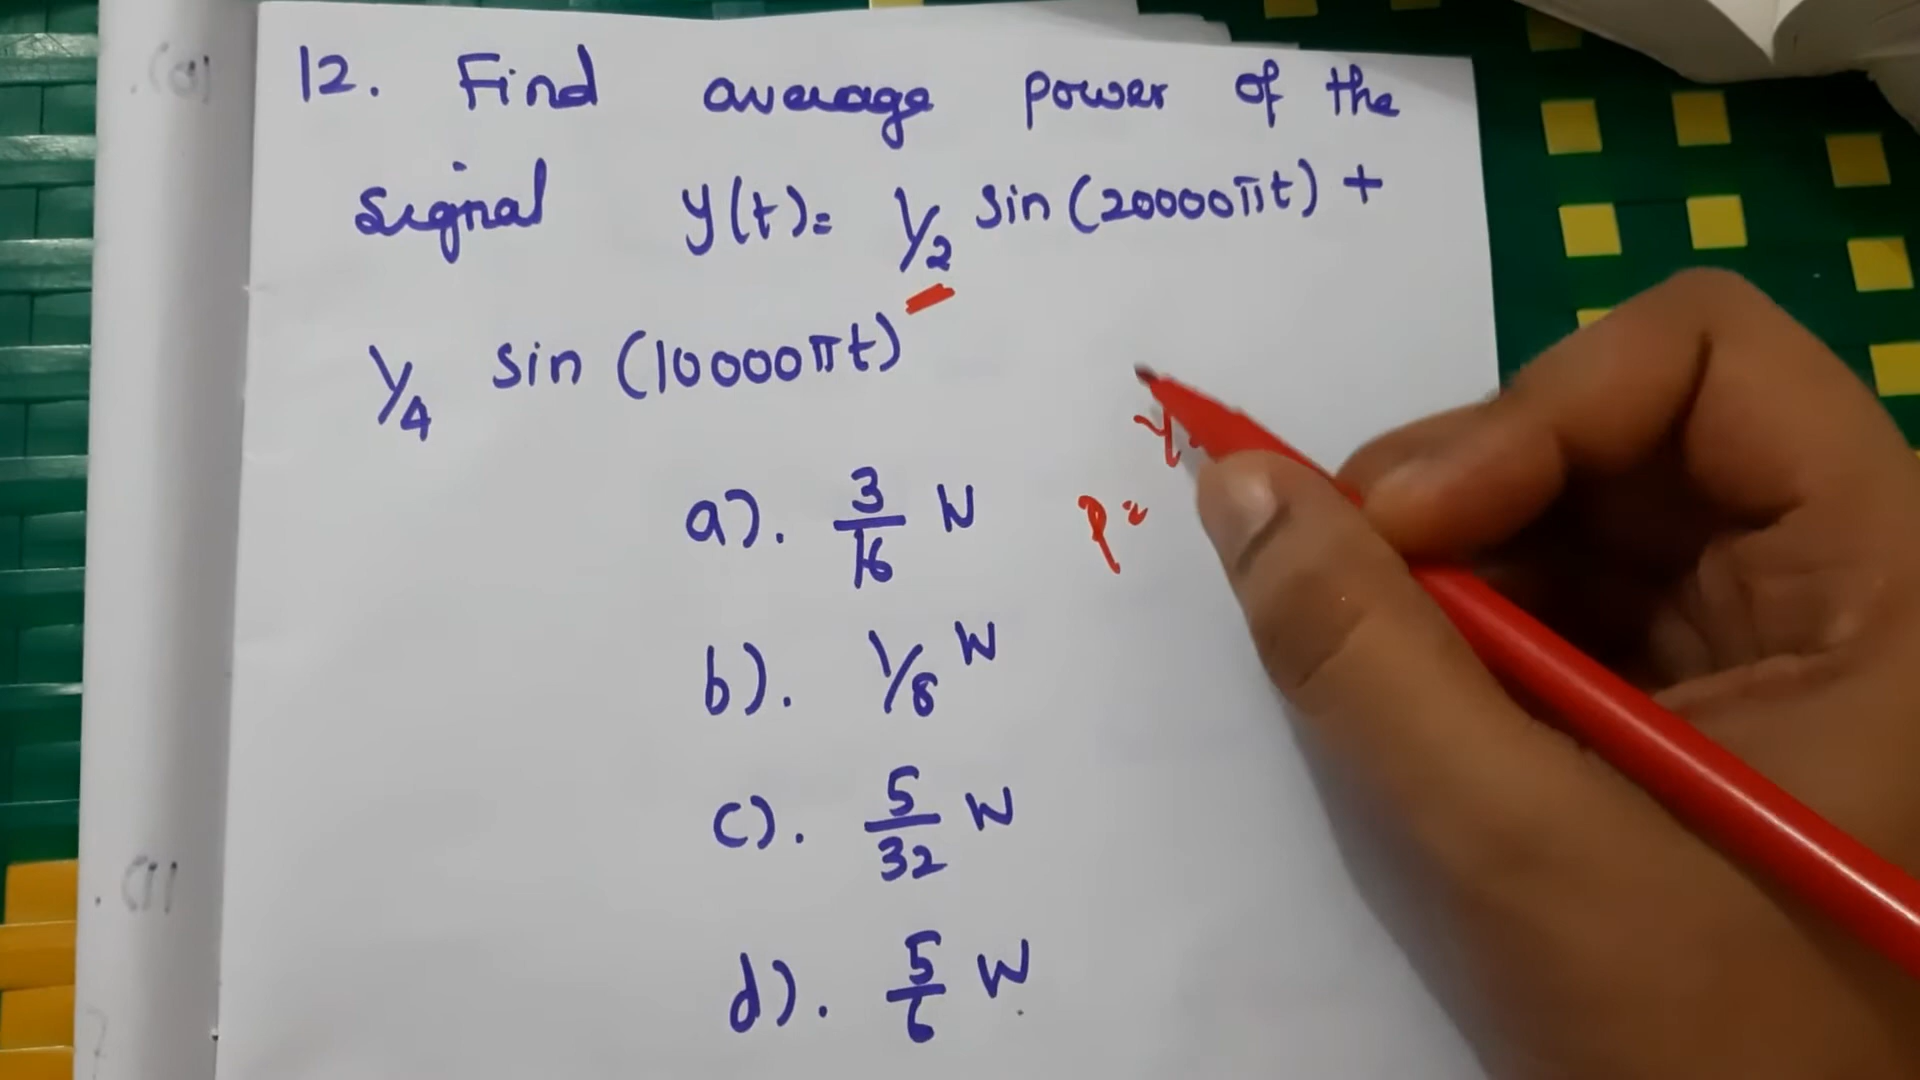 12. Find average power of the
signal y(t)= 1/2 sin(20000πt) +
1/4 sin (10000πt)
a). 3/16 W
b). 1/8 W
c). 5/32 W
d). 5/6 W
P=